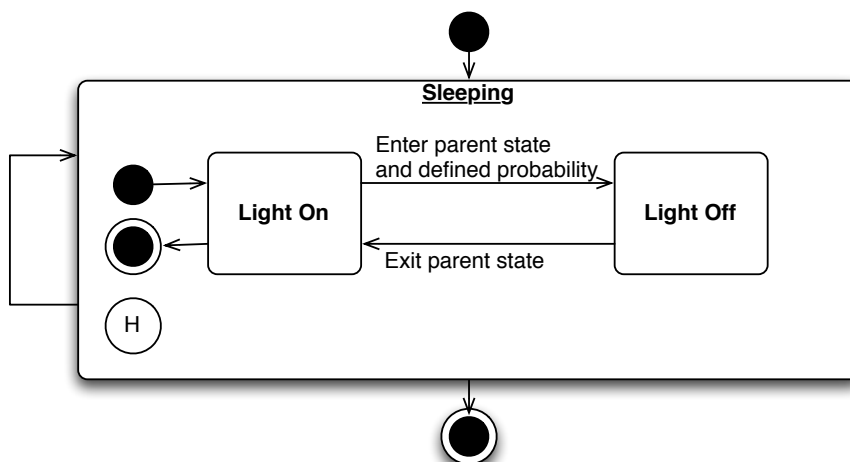 Sleeping
Enter parent state
and defined probability
Light On
Light Off
Exit parent state
H